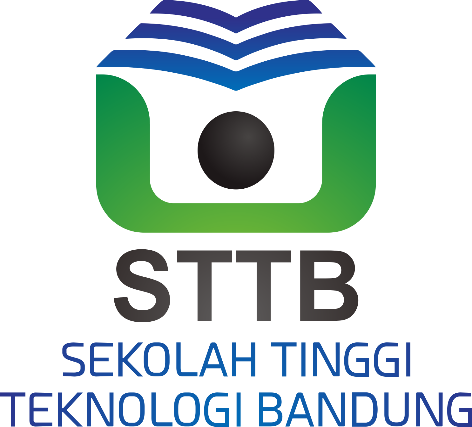 STTB
SEKOLAH TINGGI
TEKNOLOGI BANDUNG